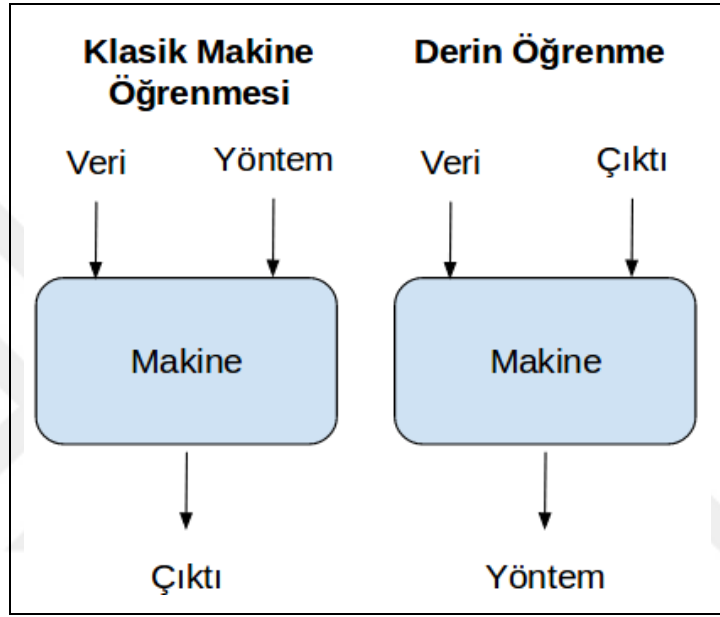 Klasik Makine
Öğrenmesi
Veri
Yöntem
Makine
Çıktı
Derin Öğrenme
Veri
Çıktı
Makine
Yöntem